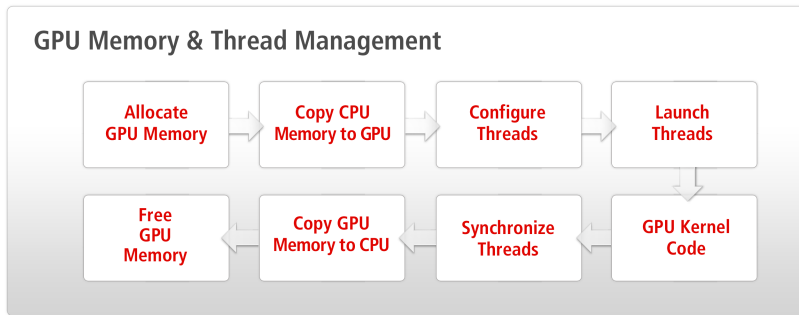 GPU Memory & Thread Management
Allocate
GPU Memory
Copy CPU
Memory to GPU
Configure
Threads
Launch
Threads
GPU Kernel
Code
Synchronize
Threads
Copy GPU
Memory to CPU
Free
GPU
Memory